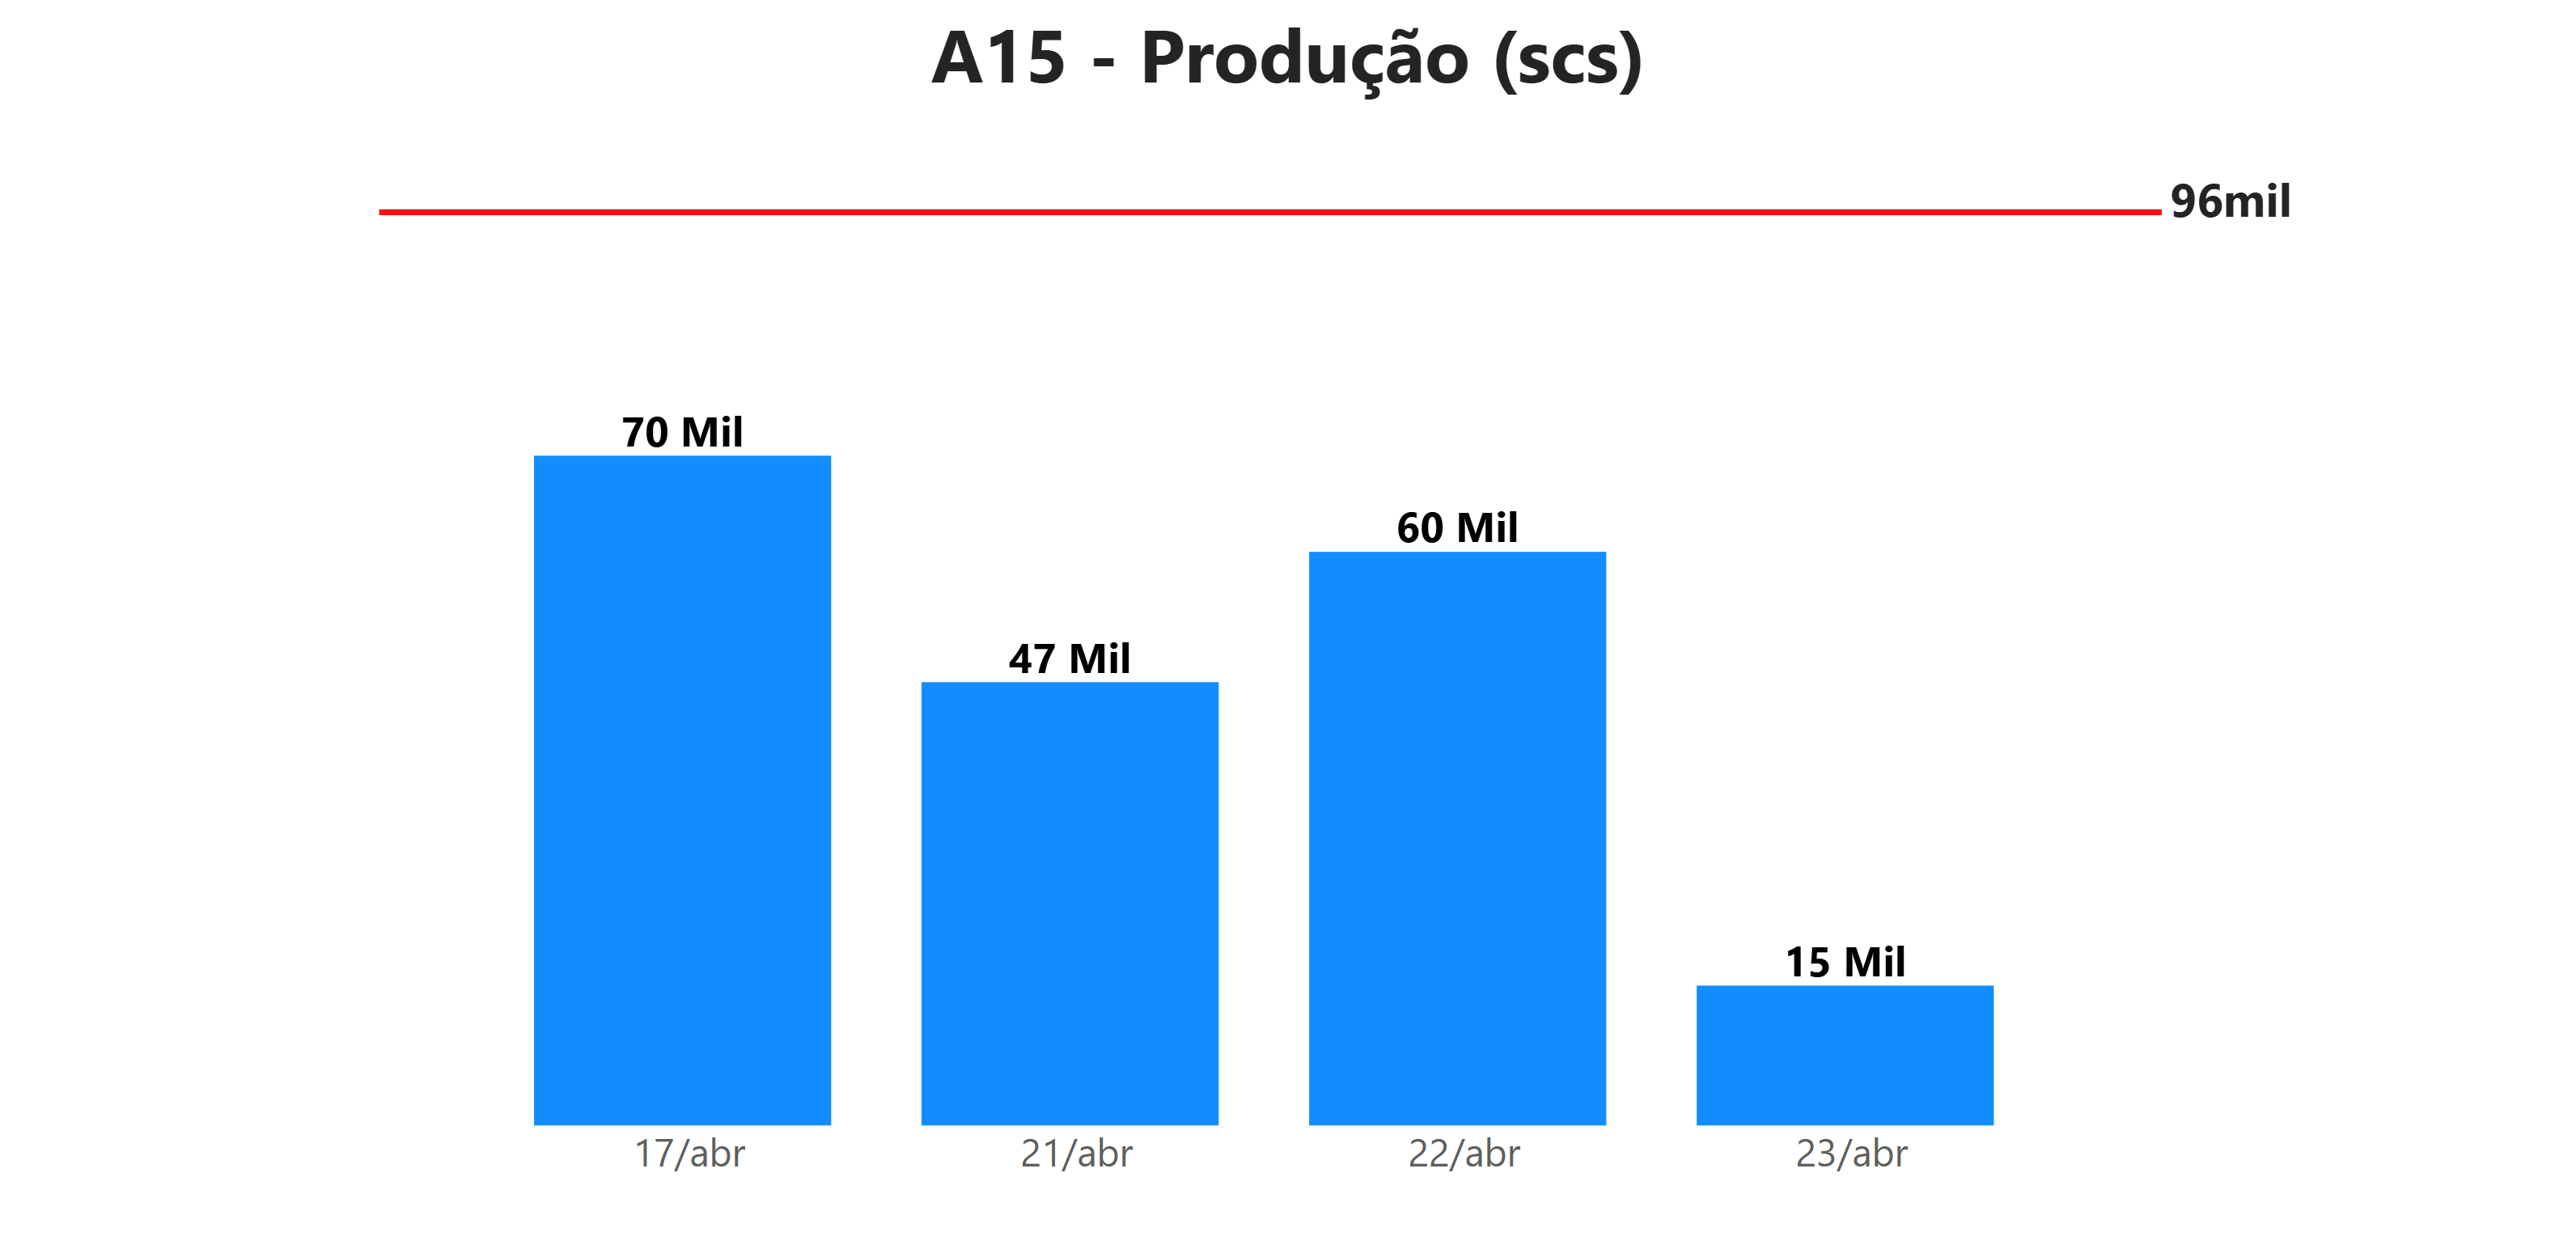 A15 - Produção (scs)
96mil
70 Mil
47 Mil
60 Mil
15 Mil
17/abr
21/abr
22/abr
23/abr